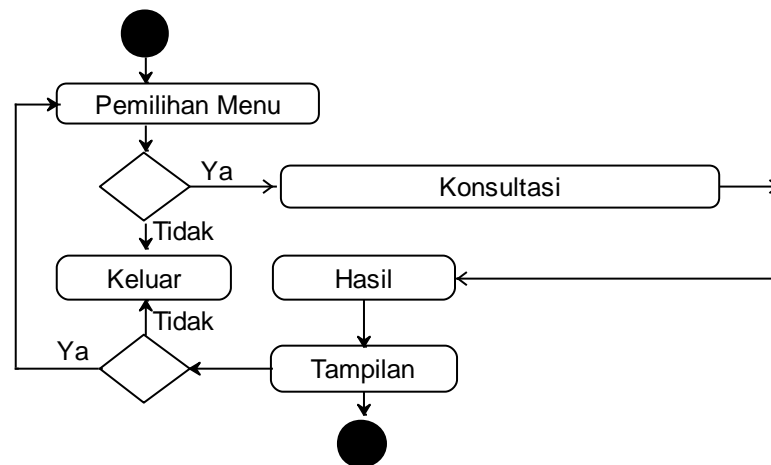 Pemilihan Menu
Ya
Konsultasi
Tidak
Keluar
Hasil
Tidak
Ya
Tampilan